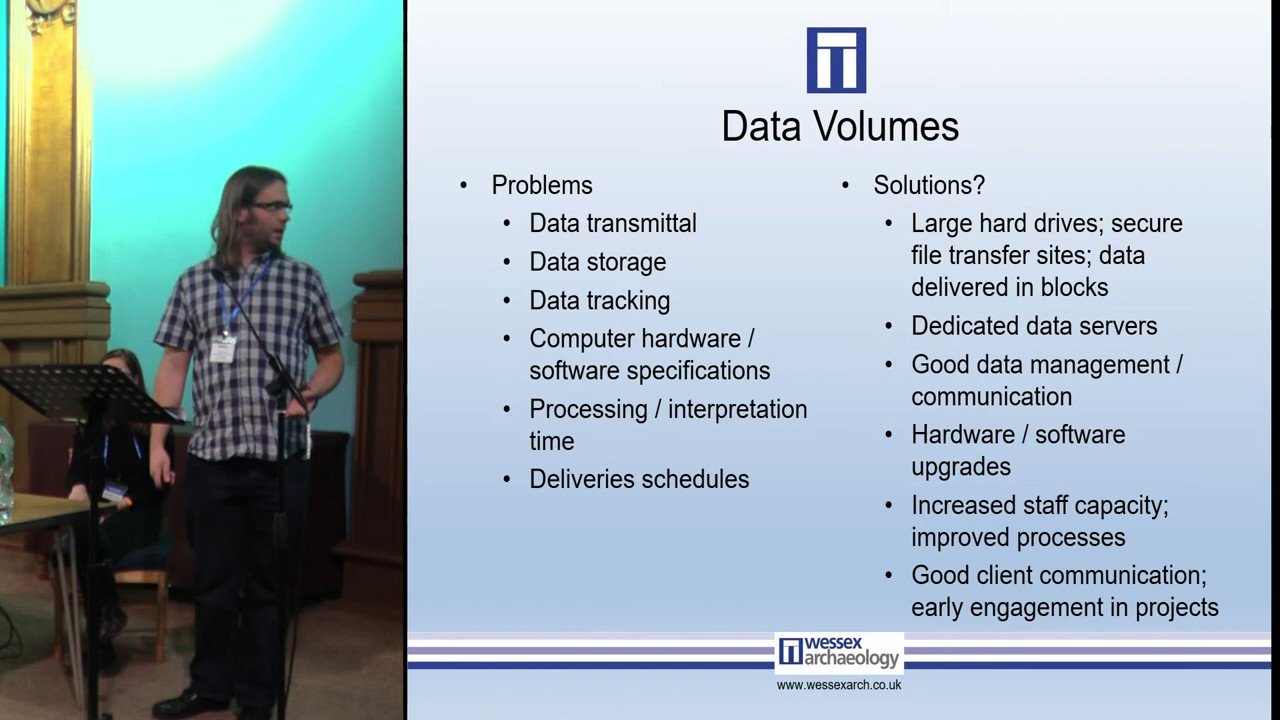 Data Volumes
• Problems
• Data transmittal
• Data storage
• Data tracking
• Computer hardware /
software specifications
• Processing / interpretation
time
• Deliveries schedules
• Solutions?
• Large hard drives; secure
file transfer sites; data
delivered in blocks
• Dedicated data servers
• Good data management /
communication
• Hardware / software
upgrades
• Increased staff capacity;
improved processes
• Good client communication;
early engagement in projects
wessex
archaeology
www.wessexarch.co.uk